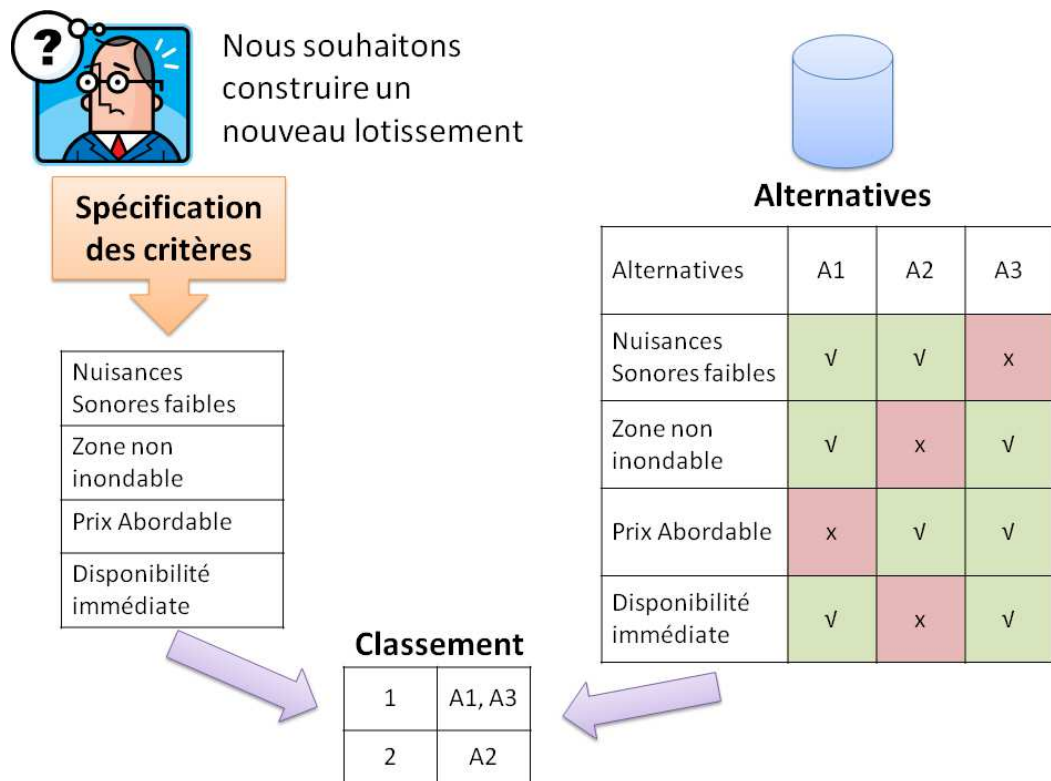 ?
Nous souhaitons
construire un
nouveau lotissement
Spécification
des critères
Nuisances
Sonores faibles
Zone non
inondable
Prix Abordable
Disponibilité
immédiate
Alternatives
Alternatives A1 A2 A3
Nuisances
Sonores faibles √ √ x
Zone non
inondable √ x √
Prix Abordable x √ √
Disponibilité
immédiate √ x √
Classement
1 A1, A3
2 A2